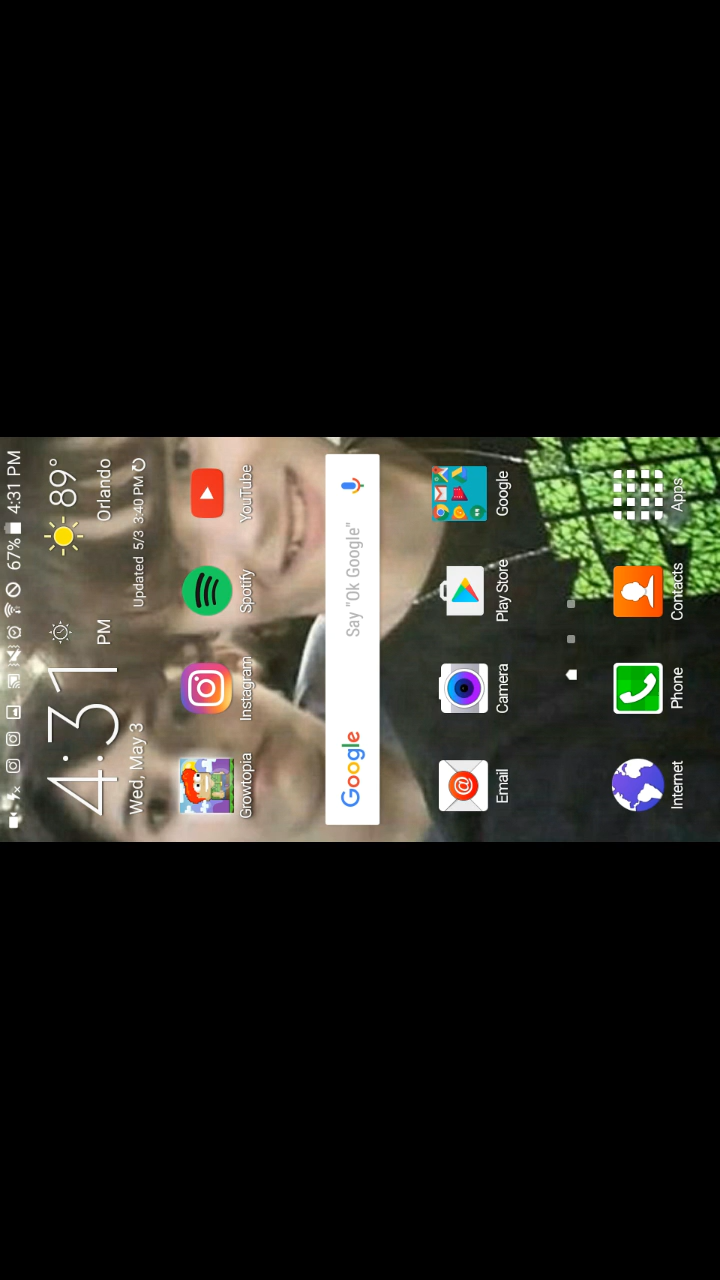 67% 4:31 PM
4:31 PM
Wed, May 3
89°
Orlando
Updated 5/3 3:40 PM
Growtopia
Instagram
Spotify
YouTube
Google
Say "Ok Google"
Email
Camera
Play Store
Google
Internet
Phone
Contacts
Apps